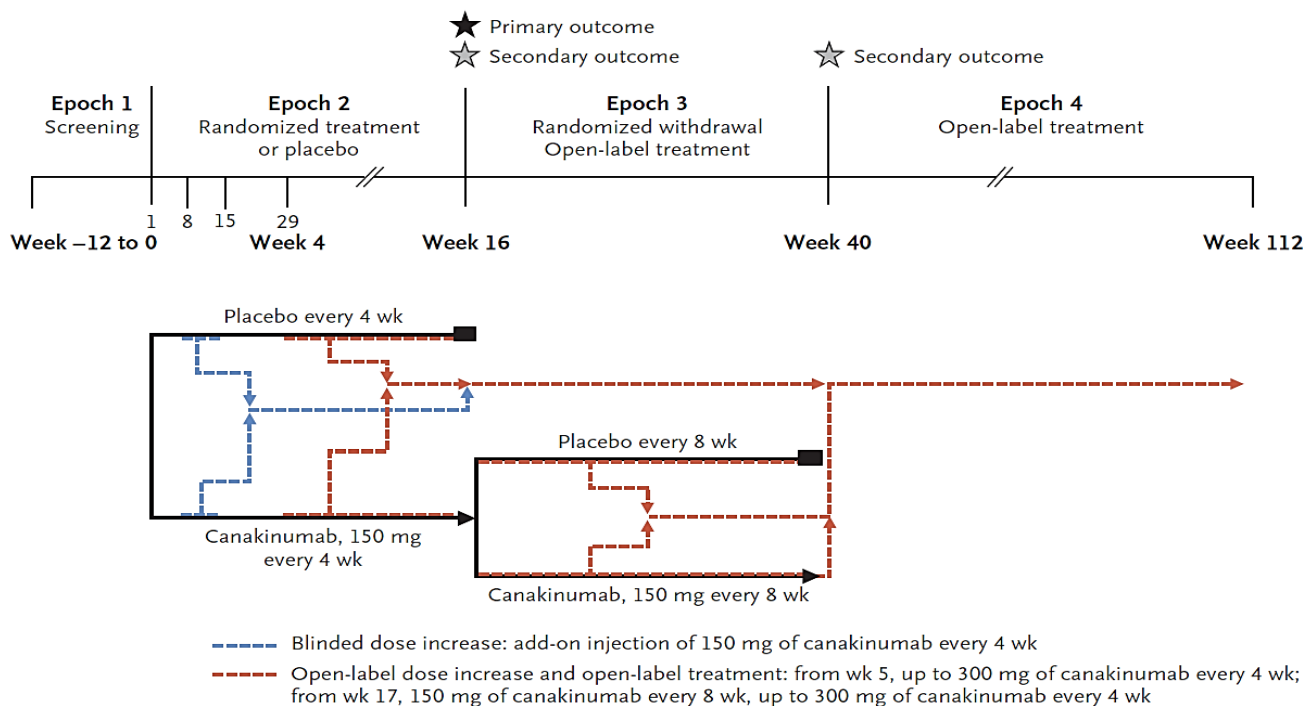 Primary outcome
Secondary outcome
Secondary outcome
Epoch 1
Screening
Epoch 2
Randomized treatment
or placebo
Epoch 3
Randomized withdrawal
Open-label treatment
Epoch 4
Open-label treatment
1
8
15
29
Week –12 to 0
Week 4
Week 16
Week 40
Week 112
Placebo every 4 wk
Canakinumab, 150 mg
every 4 wk
Placebo every 8 wk
Canakinumab, 150 mg every 8 wk
Blinded dose increase: add-on injection of 150 mg of canakinumab every 4 wk
Open-label dose increase and open-label treatment: from wk 5, up to 300 mg of canakinumab every 4 wk;
from wk 17, 150 mg of canakinumab every 8 wk, up to 300 mg of canakinumab every 4 wk